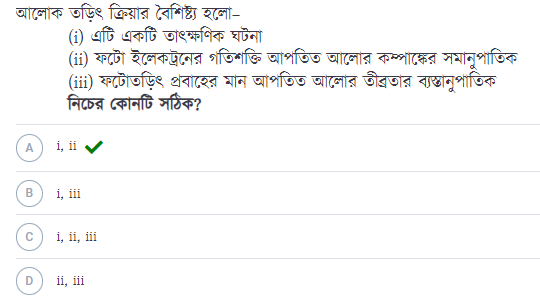 আলোক তড়িৎ ক্রিয়ার বৈশিষ্ট্য হলো–
(i) এটি একটি তাৎক্ষণিক ঘটনা
(ii) ফটো ইলেকট্রনের গতিশক্তি আপতিত আলোর কম্পাঙ্কের সমানুপাতিক
(iii) ফটোতড়িৎ প্রবাহের মান আপতিত আলোর তীব্রতার ব্যস্তানুপাতিক
নিচের কোনটি সঠিক?
A i, ii
B i, iii
C i, ii, iii
D ii, iii